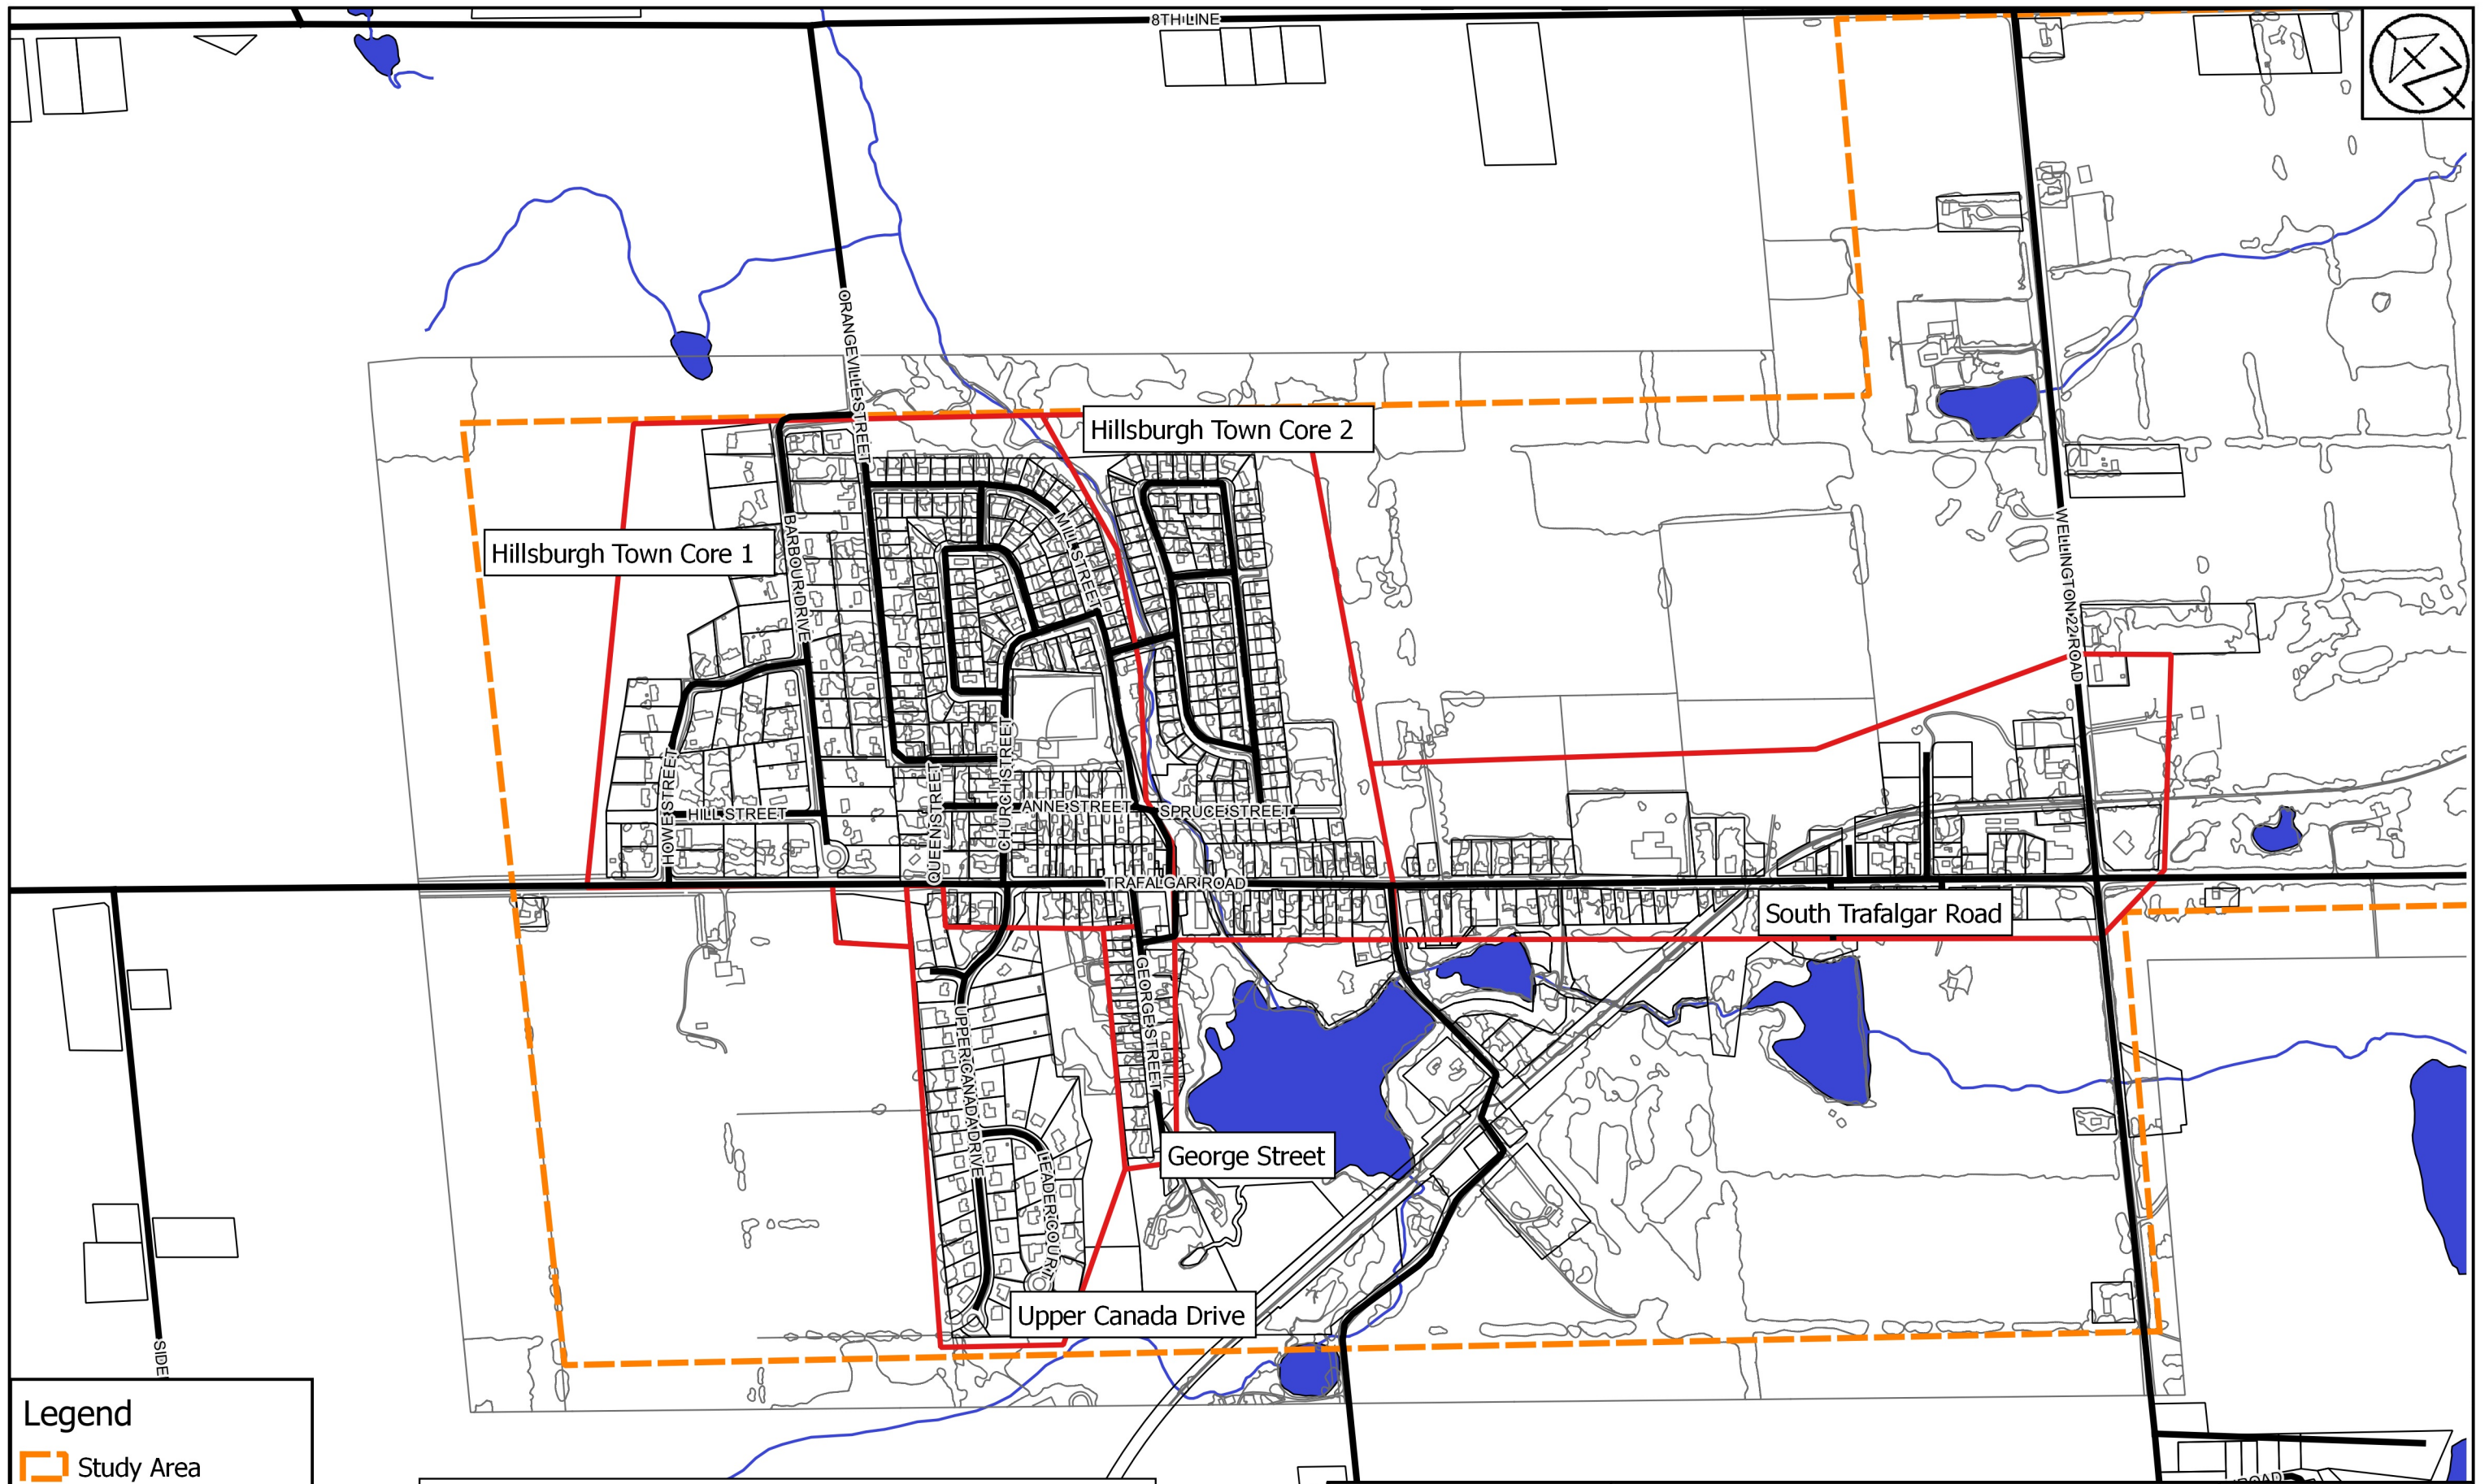 8TH LINE
N
ORANGEVILLE STREET
Hillsburgh Town Core 2
Hillsburgh Town Core 1
BARBOUR DRIVE
MILL STREET
WELLINGTON 22 ROAD
HOWE STREET
HILL STREET
QUEEN STREET
CHURCH STREET
ANNE STREET
SPRUCE STREET
TRAFALGAR ROAD
South Trafalgar Road
GEORGE STREET
UPPER CANADA DRIVE
LEADER COURT
George Street
Upper Canada Drive
SIDE
Legend
Study Area
ROAD